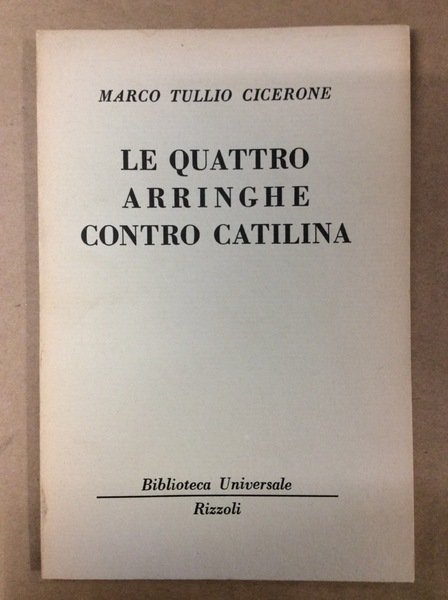 MARCO TULLIO CICERONE
LE QUATTRO
ARRINGHE
CONTRO CATILINA
Biblioteca Universale
Rizzoli